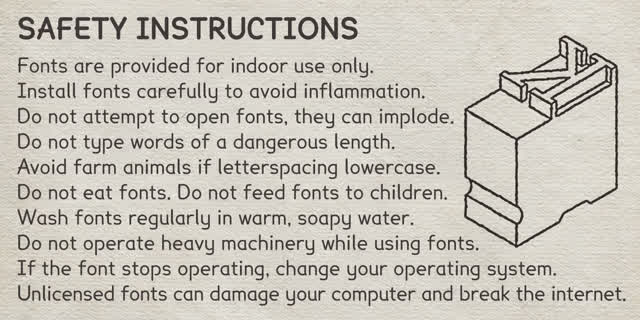 SAFETY INSTRUCTIONS
Fonts are provided for indoor use only.
Install fonts carefully to avoid inflammation.
Do not attempt to open fonts, they can implode.
Do not type words of a dangerous length.
Avoid farm animals if letterspacing lowercase.
Do not eat fonts. Do not feed fonts to children.
Wash fonts regularly in warm, soapy water.
Do not operate heavy machinery while using fonts.
If the font stops operating, change your operating system.
Unlicensed fonts can damage your computer and break the internet.